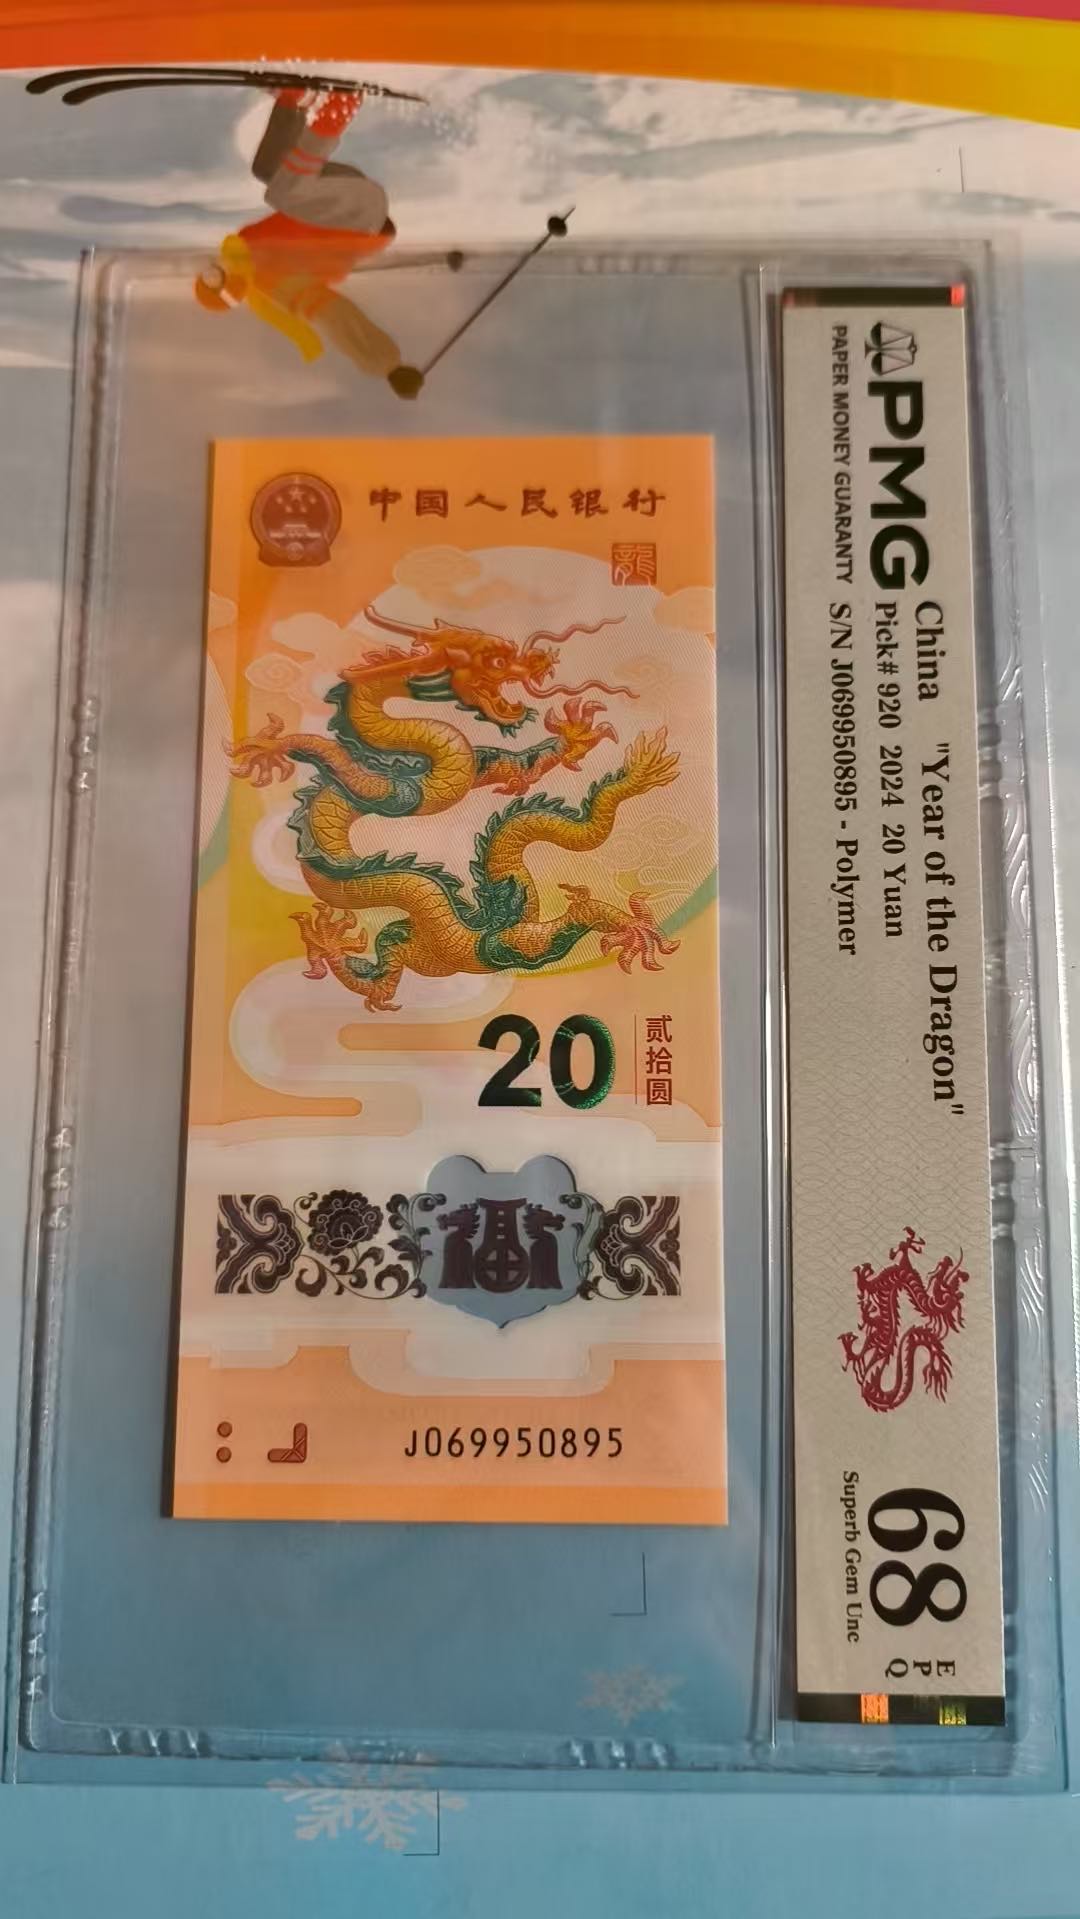 中国人民银行
龍
20
贰拾圆
J069950895
PMG
PAPER MONEY GUARANTY
China "Year of the Dragon"
Pick# 920 2024 20 Yuan
S/N J069950895 - Polymer
68
EPQ
Superb Gem Unc